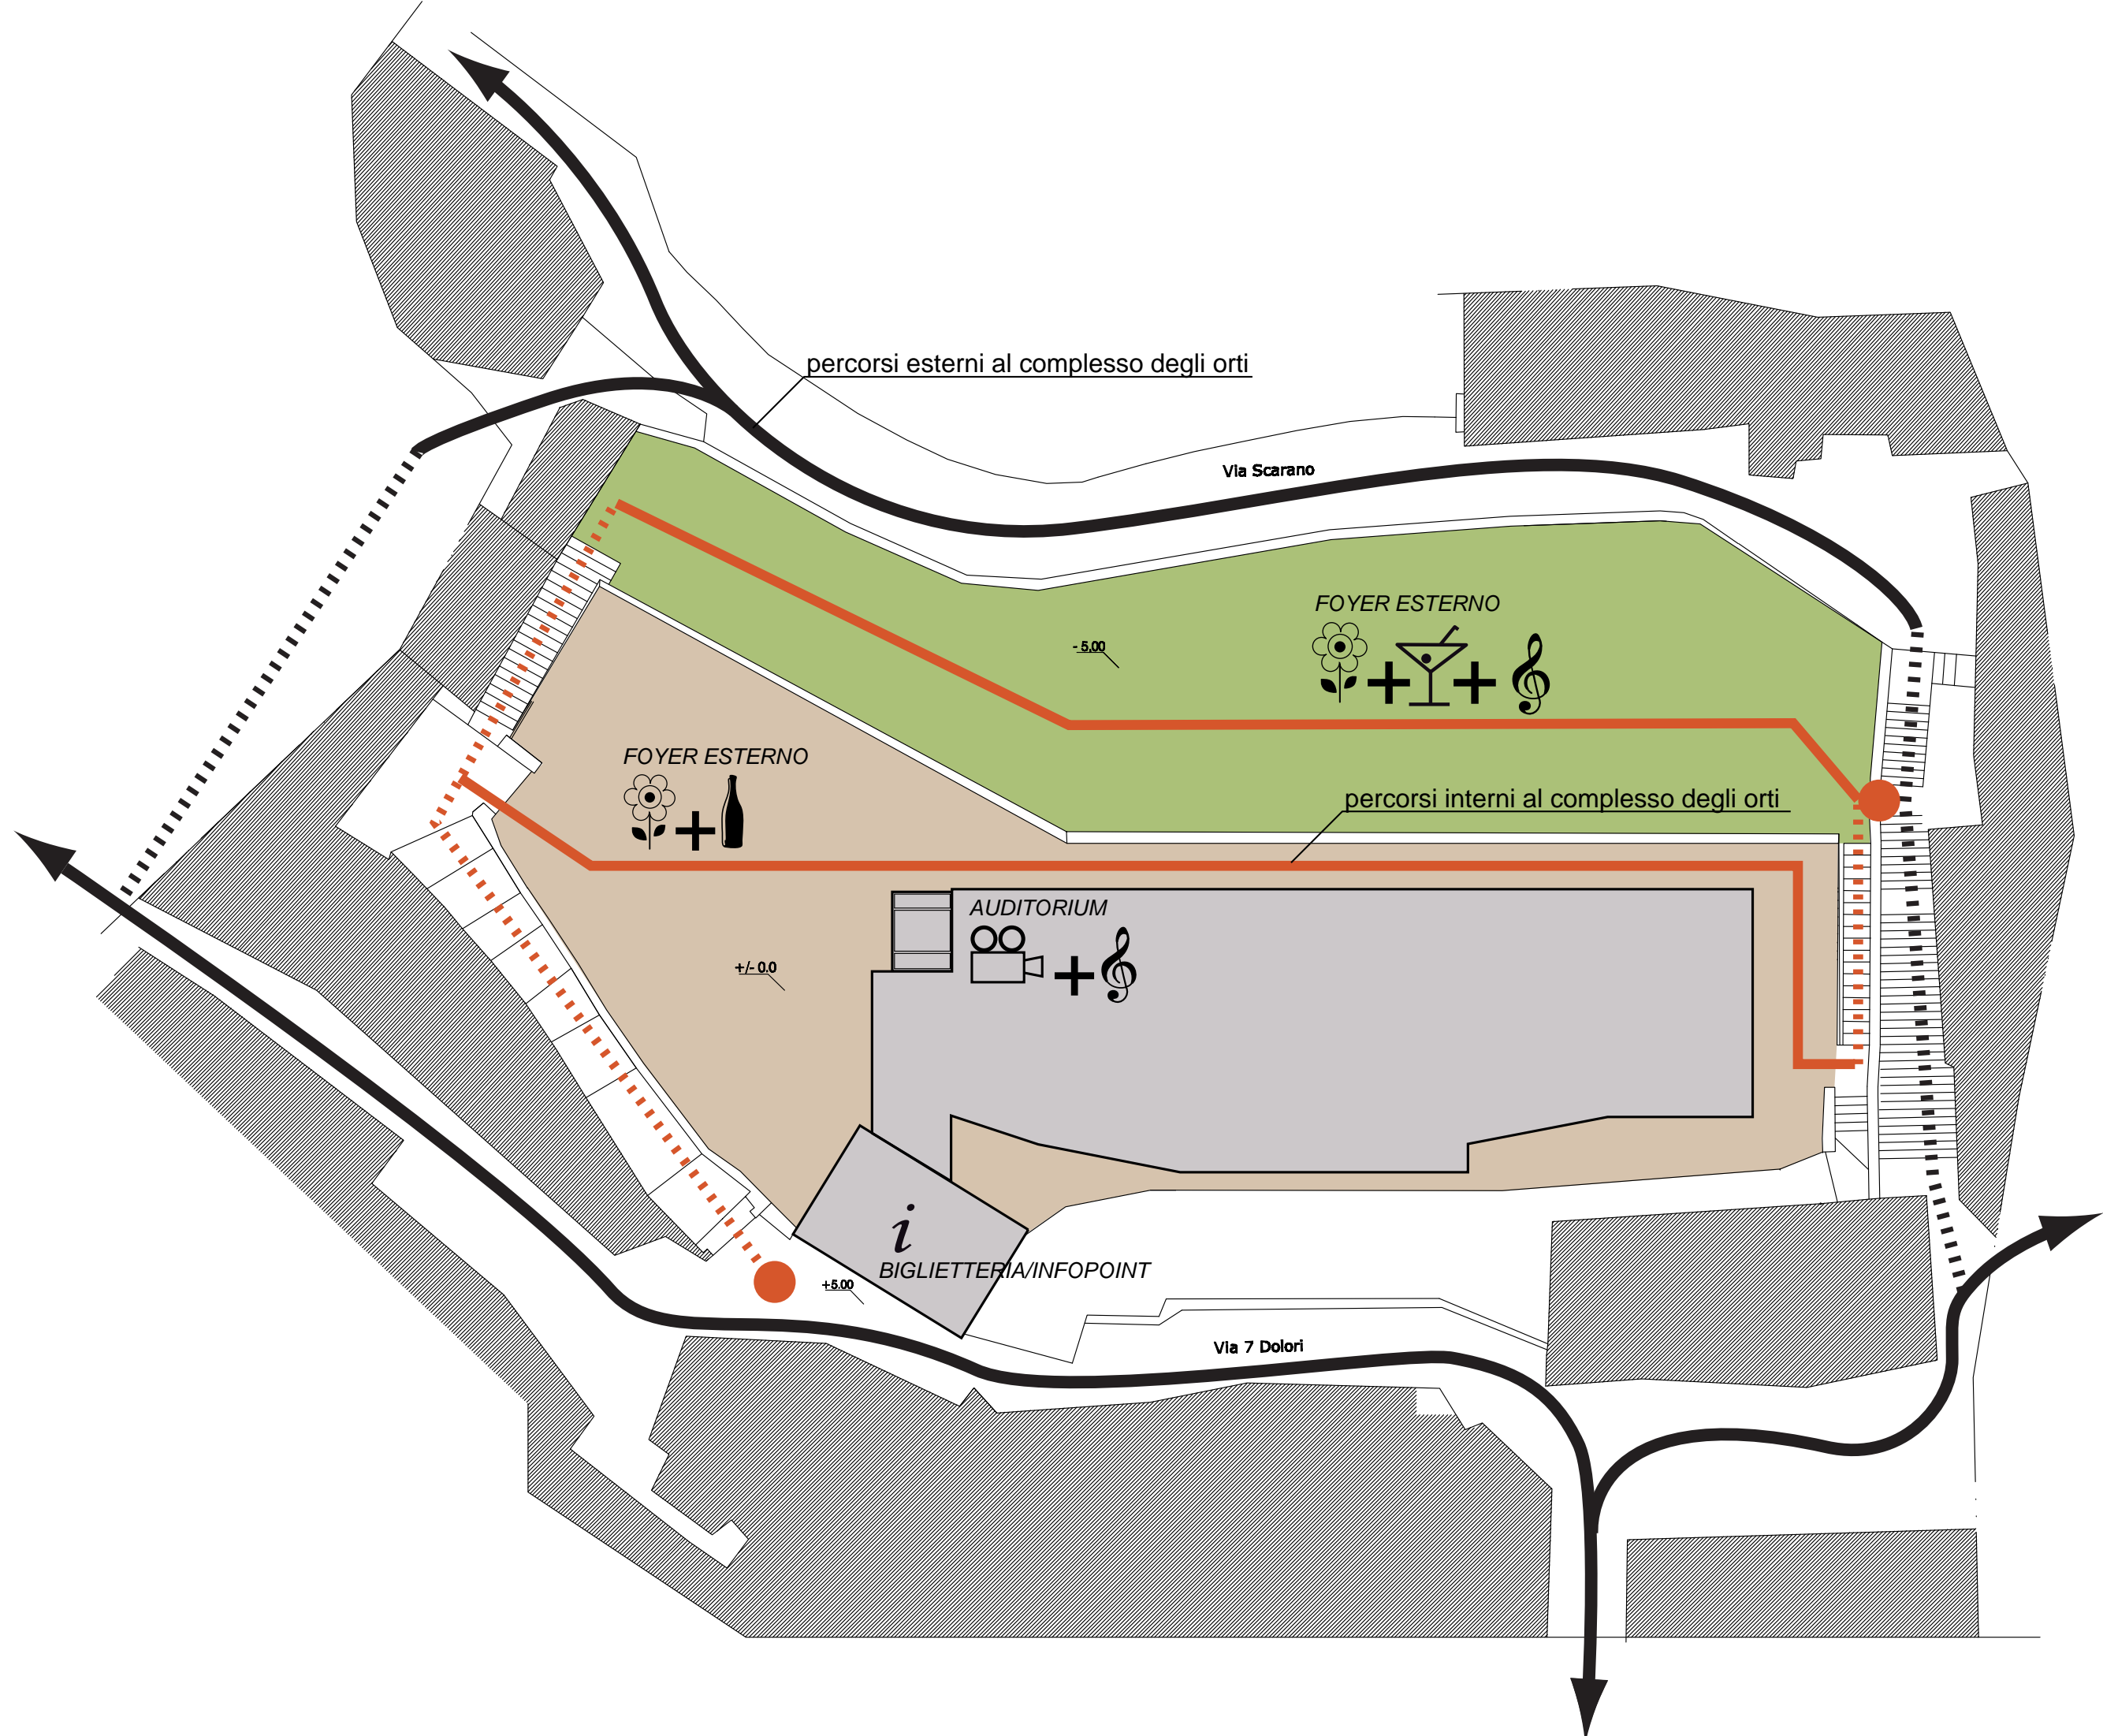 percorsi esterni al complesso degli orti
Via Scarano
FOYER ESTERNO
- 5.00
FOYER ESTERNO
percorsi interni al complesso degli orti
AUDITORIUM
+/- 0.0
i
BIGLIETTERIA/INFOPOINT
+5.00
Via 7 Dolori